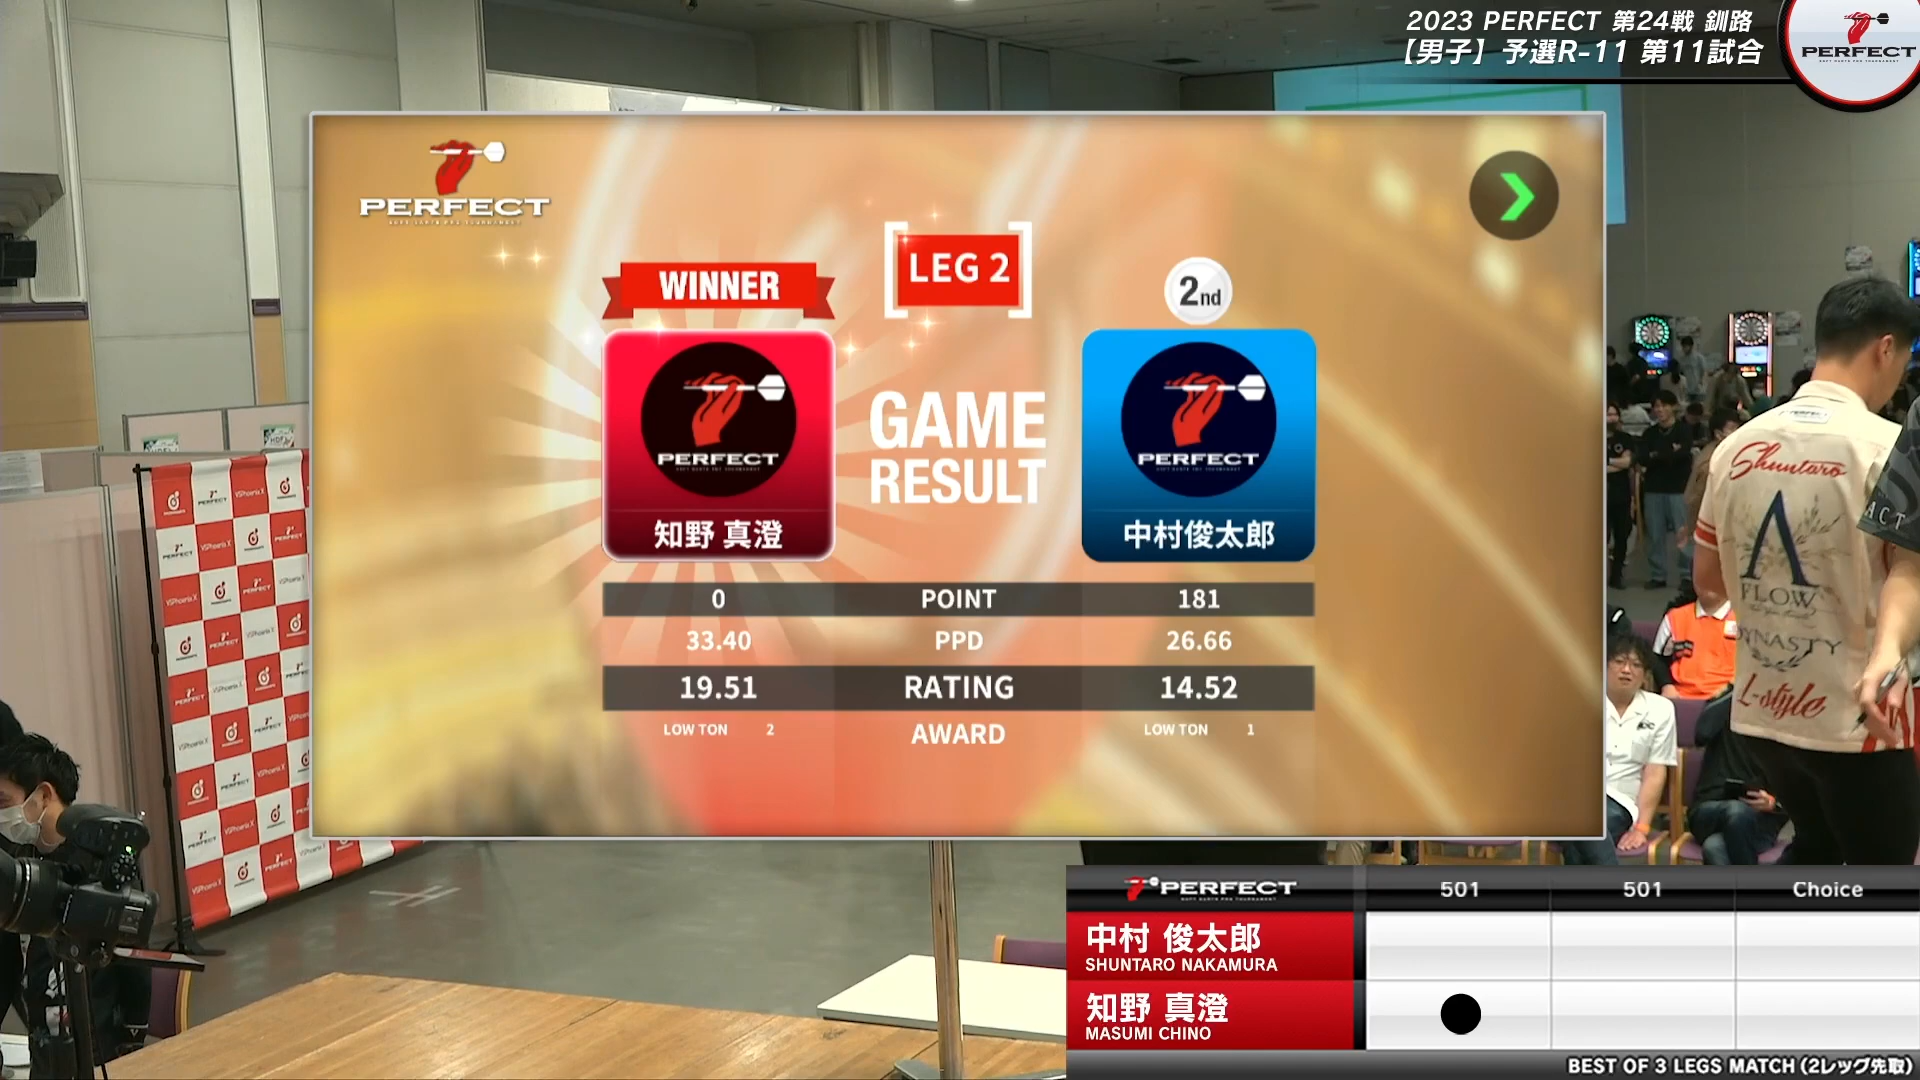 2023 PERFECT 第24戦 釧路
【男子】予選R-11 第11試合
PERFECT
PERFECT
LEG 2
WINNER
2nd
GAME
RESULT
PERFECT
PERFECT
知野 真澄
中村俊太郎
0 POINT 181
33.40 PPD 26.66
19.51 RATING 14.52
LOW TON 2 AWARD LOW TON 1
Shuntaro
FLOW
DYNASTY
L-style
ACT
PERFECT 501 501 Choice
中村 俊太郎
SHUNTARO NAKAMURA
知野 真澄
MASUMI CHINO
BEST OF 3 LEGS MATCH (2レッグ先取)